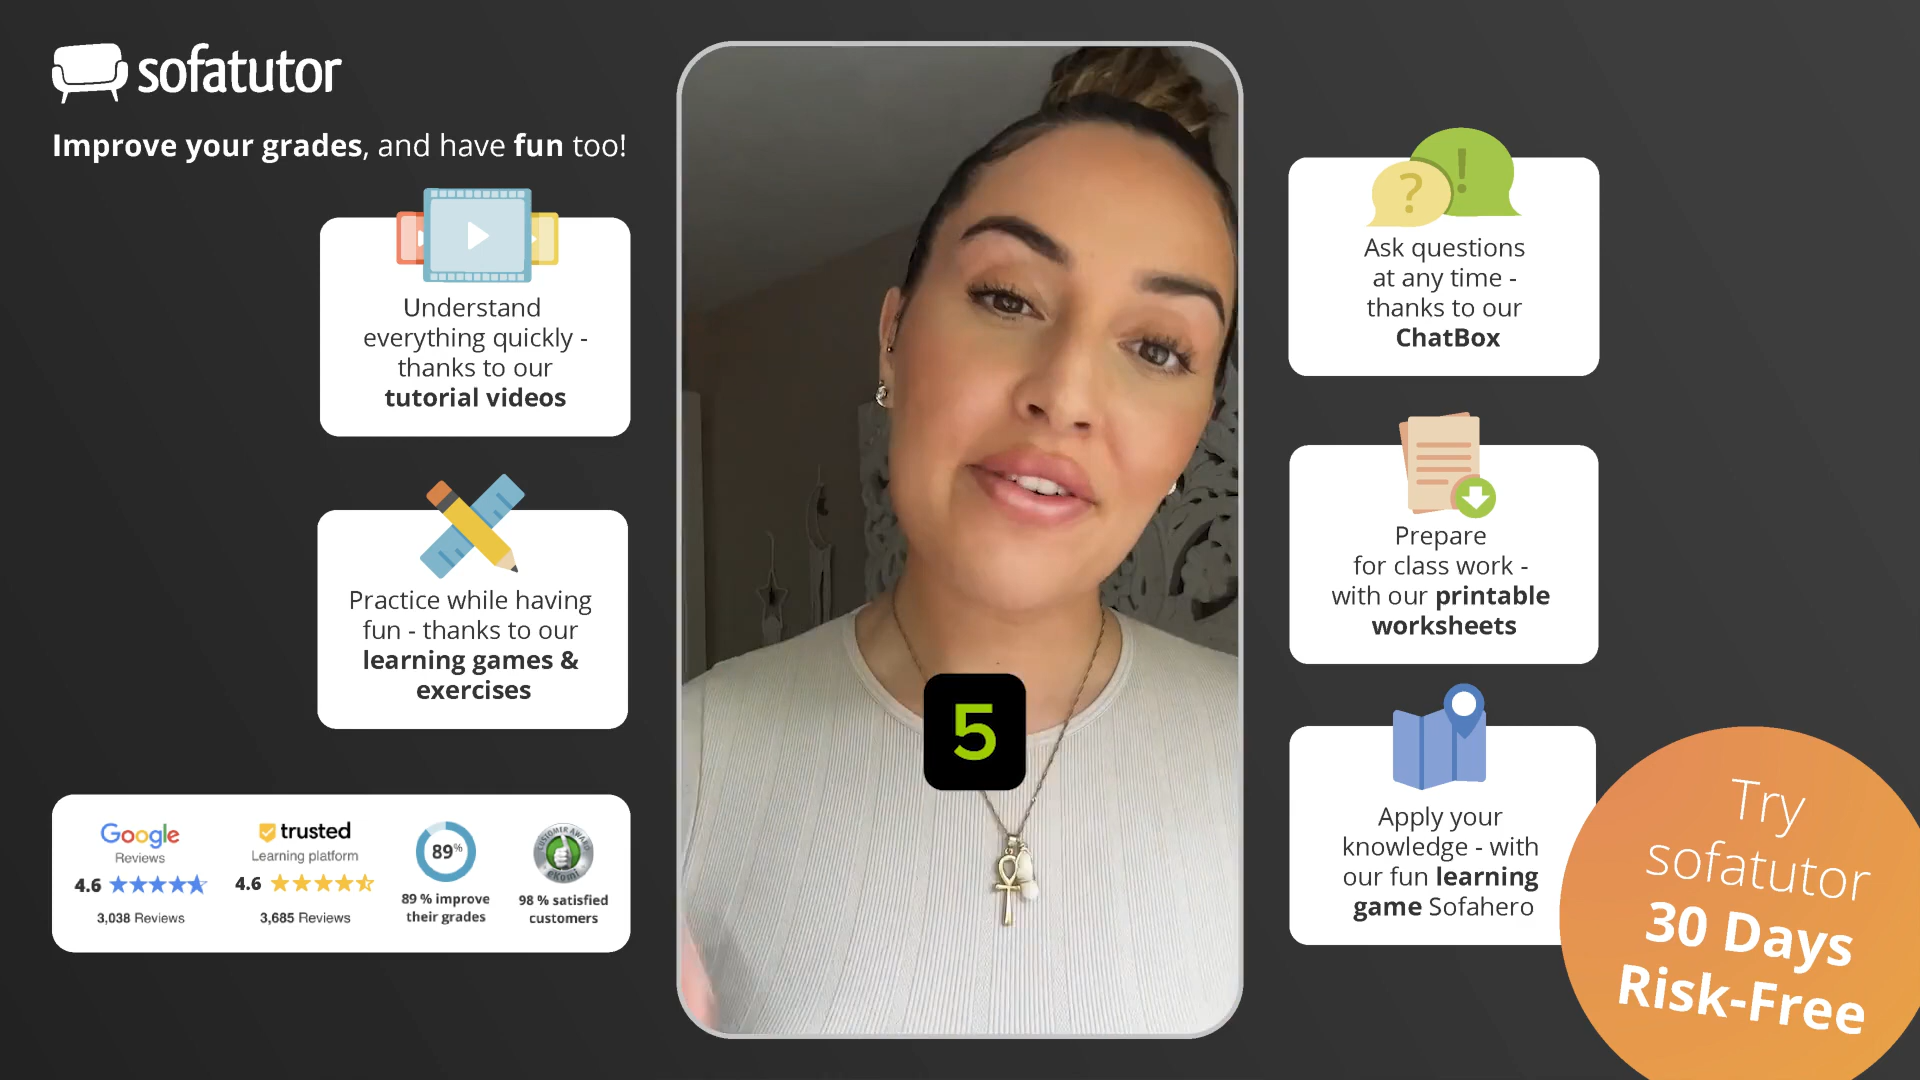 sofatutor
Improve your grades, and have fun too!
Understand
everything quickly -
thanks to our
tutorial videos
Practice while having
fun - thanks to our
learning games &
exercises
Google
Reviews
4.6
3,038 Reviews
trusted
Learning platform
4.6
3,685 Reviews
89%
89 % improve
their grades
CUSTOMER AWARD
eKomi
98 % satisfied
customers
5
?
!
Ask questions
at any time -
thanks to our
ChatBox
Prepare
for class work -
with our printable
worksheets
Apply your
knowledge - with
our fun learning
game Sofahero
Try
sofatutor
30 Days
Risk-Free